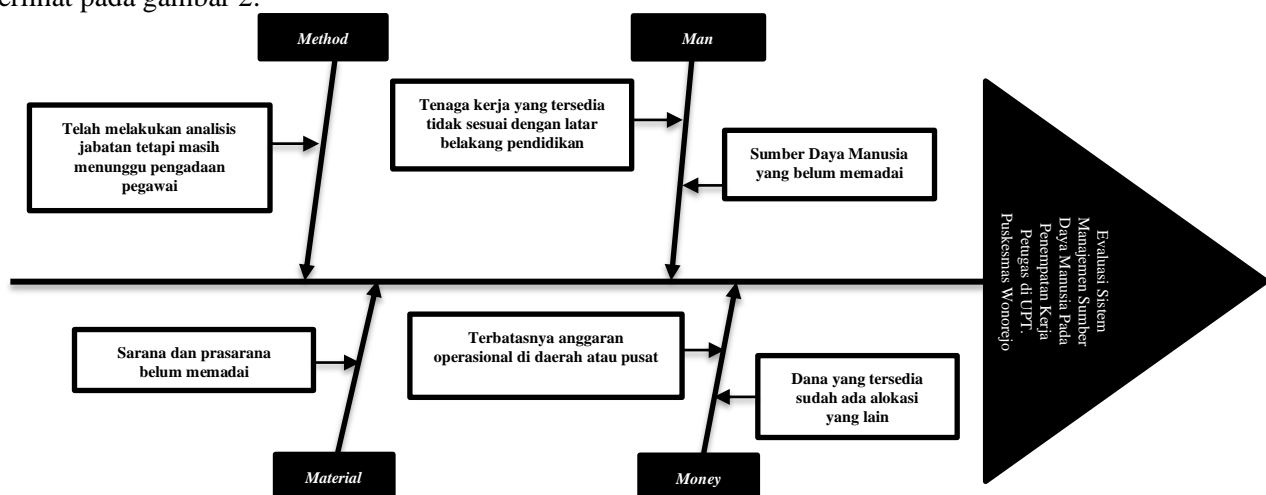 terlihat pada gambar 2.
Method
Man
Telah melakukan analisis
jabatan tetapi masih
menunggu pengadaan
pegawai
Tenaga kerja yang tersedia
tidak sesuai dengan latar
belakang pendidikan
Sumber Daya Manusia
yang belum memadai
Evaluasi Sistem
Manajemen Sumber
Daya Manusia Pada
Penempatan Kerja
Petugas di UPT.
Puskesmas Wonorejo
Sarana dan prasarana
belum memadai
Terbatasnya anggaran
operasional di daerah atau pusat
Dana yang tersedia
sudah ada alokasi
yang lain
Material
Money